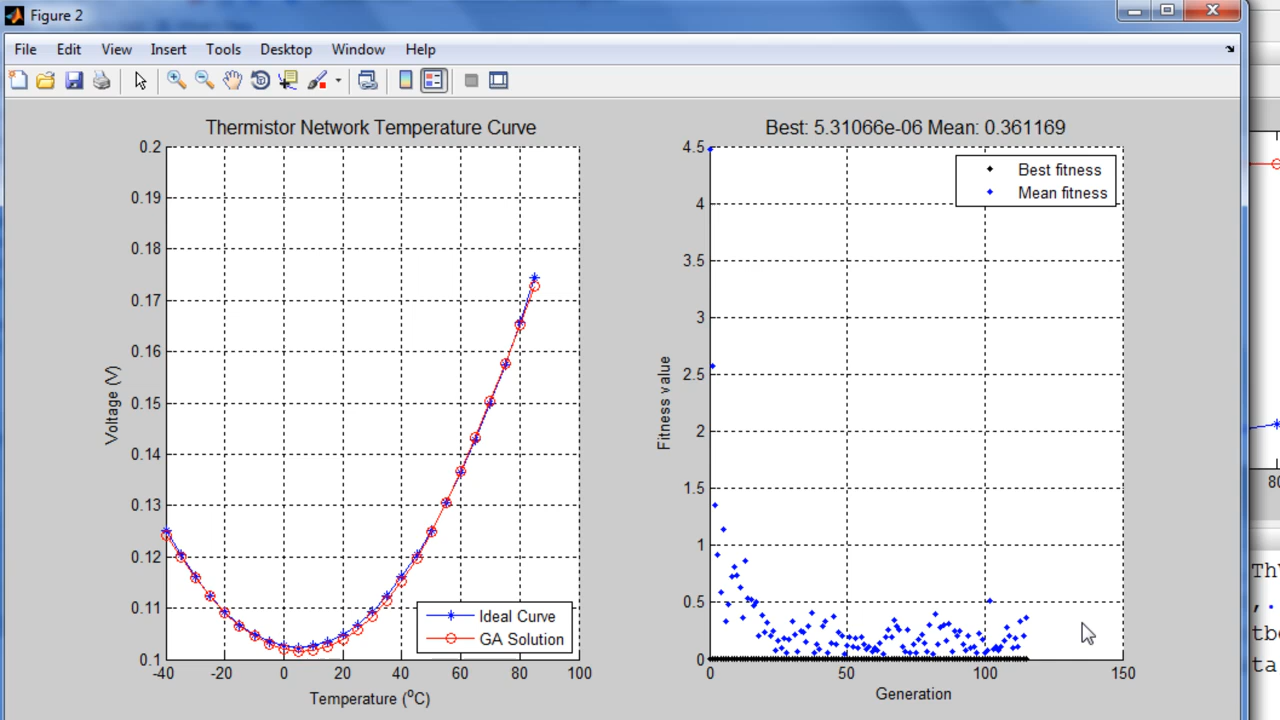 Figure 2
File Edit View Insert Tools Desktop Window Help
Thermistor Network Temperature Curve
0.2
0.19
0.18
0.17
0.16
0.15
0.14
0.13
0.12
0.11
0.1
Voltage (V)
-40 -20 0 20 40 60 80 100
Temperature (°C)
Ideal Curve
GA Solution
Best: 5.31066e-06 Mean: 0.361169
4.5
4
3.5
3
2.5
2
1.5
1
0.5
0
Fitness value
0 50 100 150
Generation
Best fitness
Mean fitness
80